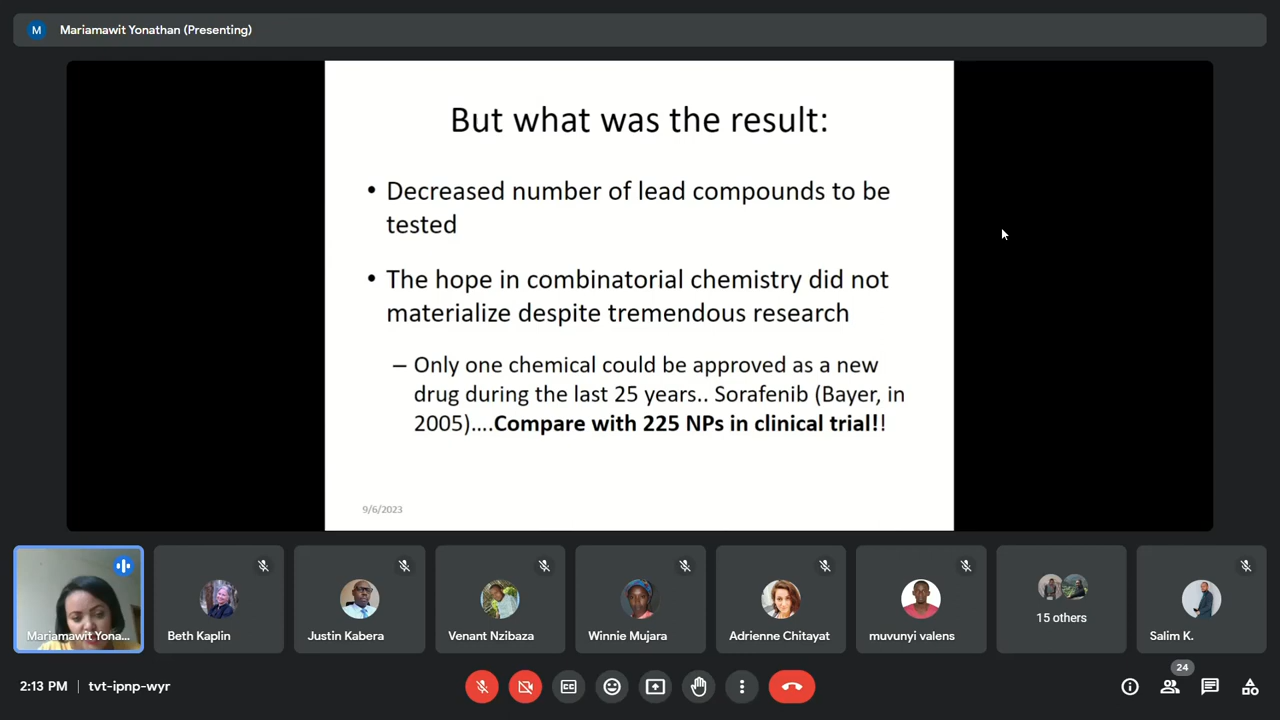 M Mariamawit Yonathan (Presenting)
But what was the result:
• Decreased number of lead compounds to be
tested
• The hope in combinatorial chemistry did not
materialize despite tremendous research
– Only one chemical could be approved as a new
drug during the last 25 years.. Sorafenib (Bayer, in
2005)....Compare with 225 NPs in clinical trial!!
9/6/2023
Mariamawit Yona...
Beth Kaplin
Justin Kabera
Venant Nzibaza
Winnie Mujara
Adrienne Chitayat
muvunyi valens
15 others
Salim K.
2:13 PM | tvt-ipnp-wyr
24